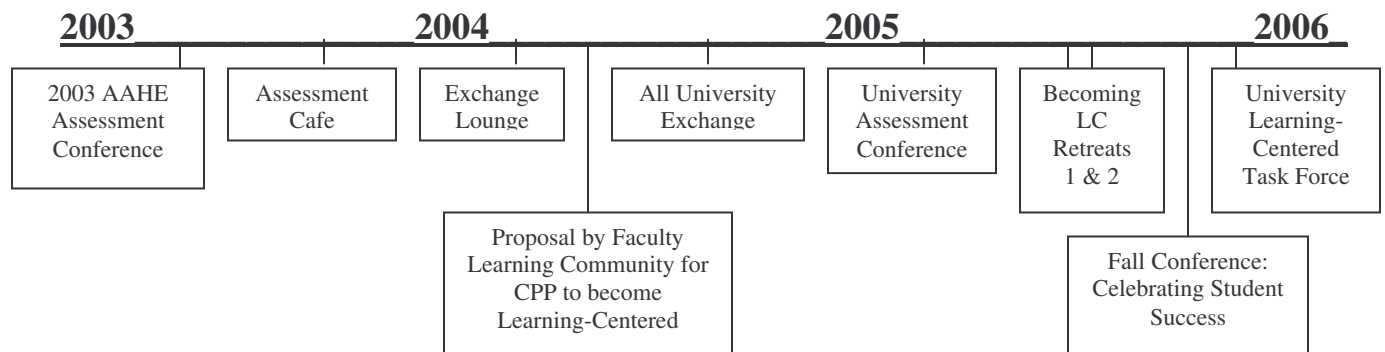 2003 2004 2005 2006
2003 AAHE
Assessment
Conference
Assessment
Cafe
Exchange
Lounge
Proposal by Faculty
Learning Community for
CPP to become
Learning-Centered
All University
Exchange
University
Assessment
Conference
Becoming
LC
Retreats
1 & 2
Fall Conference:
Celebrating Student
Success
University
Learning-
Centered
Task Force